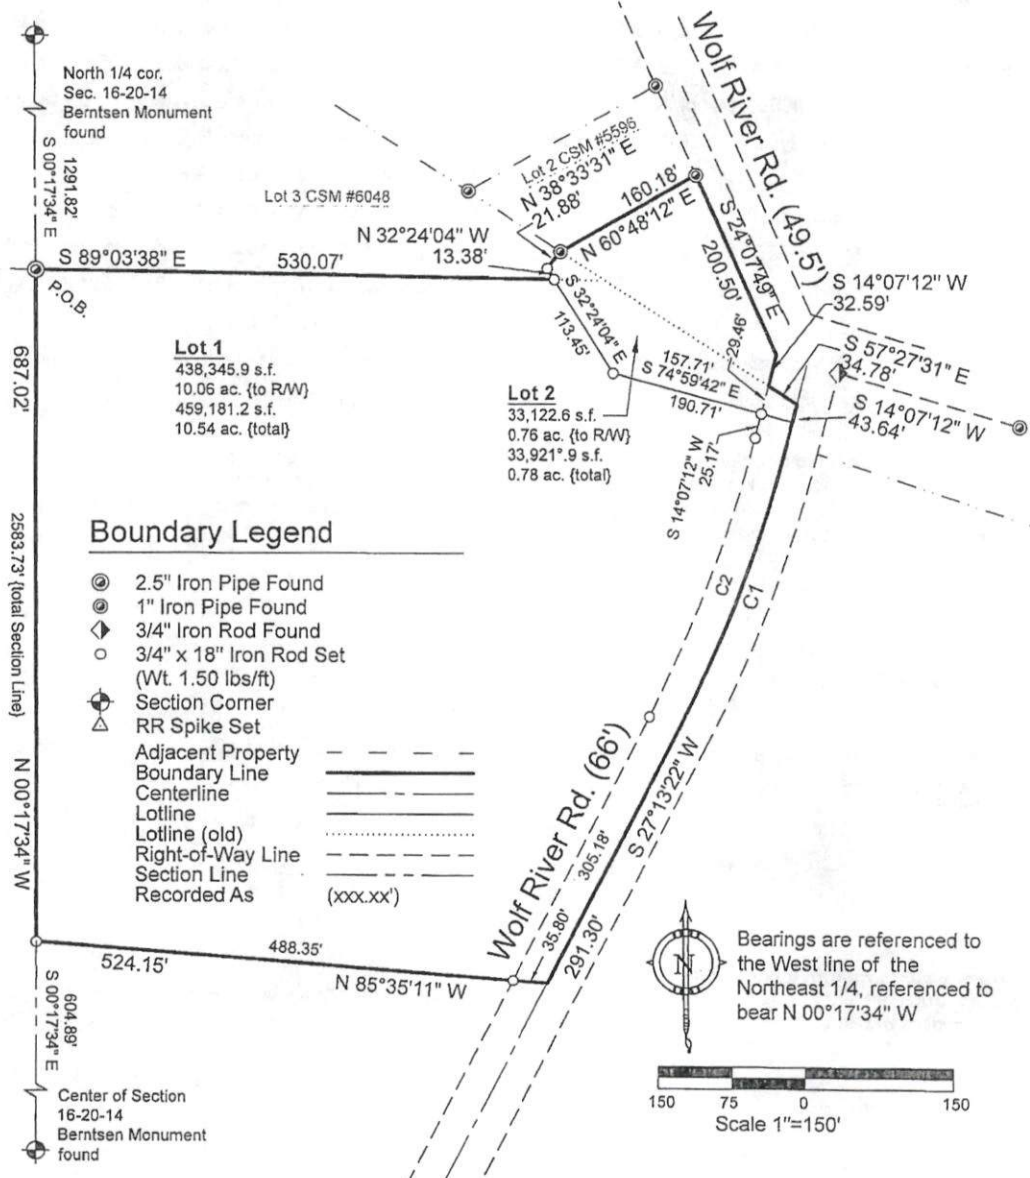 North 1/4 cor.
Sec. 16-20-14
Berntsen Monument
found
1291.82'
S 00°17'34" E
Lot 3 CSM #6048
Lot 2 CSM #5596
N 38°33'31" E
21.88'
160.18'
N 60°48'12" E
Wolf River Rd. (49.5')
S 24°07'49" E
200.50'
N 32°24'04" W
13.38'
S 89°03'38" E
530.07'
P.O.B.
S 32°24'04" E
113.45'
S 14°07'12" W
32.59'
29.46'
S 57°27'31" E
34.78'
157.71'
S 74°59'42" E
190.71'
S 14°07'12" W
43.64'
S 14°07'12" W
25.17'
687.02'
Lot 1
438,345.9 s.f.
10.06 ac. {to R/W}
459,181.2 s.f.
10.54 ac. {total}
Lot 2
33,122.6 s.f.
0.76 ac. {to R/W}
33,921°.9 s.f.
0.78 ac. {total}
2583.73' {total Section Line}
N 00°17'34" W
Boundary Legend
2.5" Iron Pipe Found
1" Iron Pipe Found
3/4" Iron Rod Found
3/4" x 18" Iron Rod Set
(Wt. 1.50 lbs/ft)
Section Corner
RR Spike Set
Adjacent Property
Boundary Line
Centerline
Lotline
Lotline (old)
Right-of-Way Line
Section Line
Recorded As (xxx.xx')
C2
C1
Wolf River Rd. (66')
S 27°13'22" W
305.18'
35.80'
291.30'
488.35'
524.15'
N 85°35'11" W
604.89'
S 00°17'34" E
Center of Section
16-20-14
Berntsen Monument
found
N
Bearings are referenced to
the West line of the
Northeast 1/4, referenced to
bear N 00°17'34" W
150 75 0 150
Scale 1"=150'